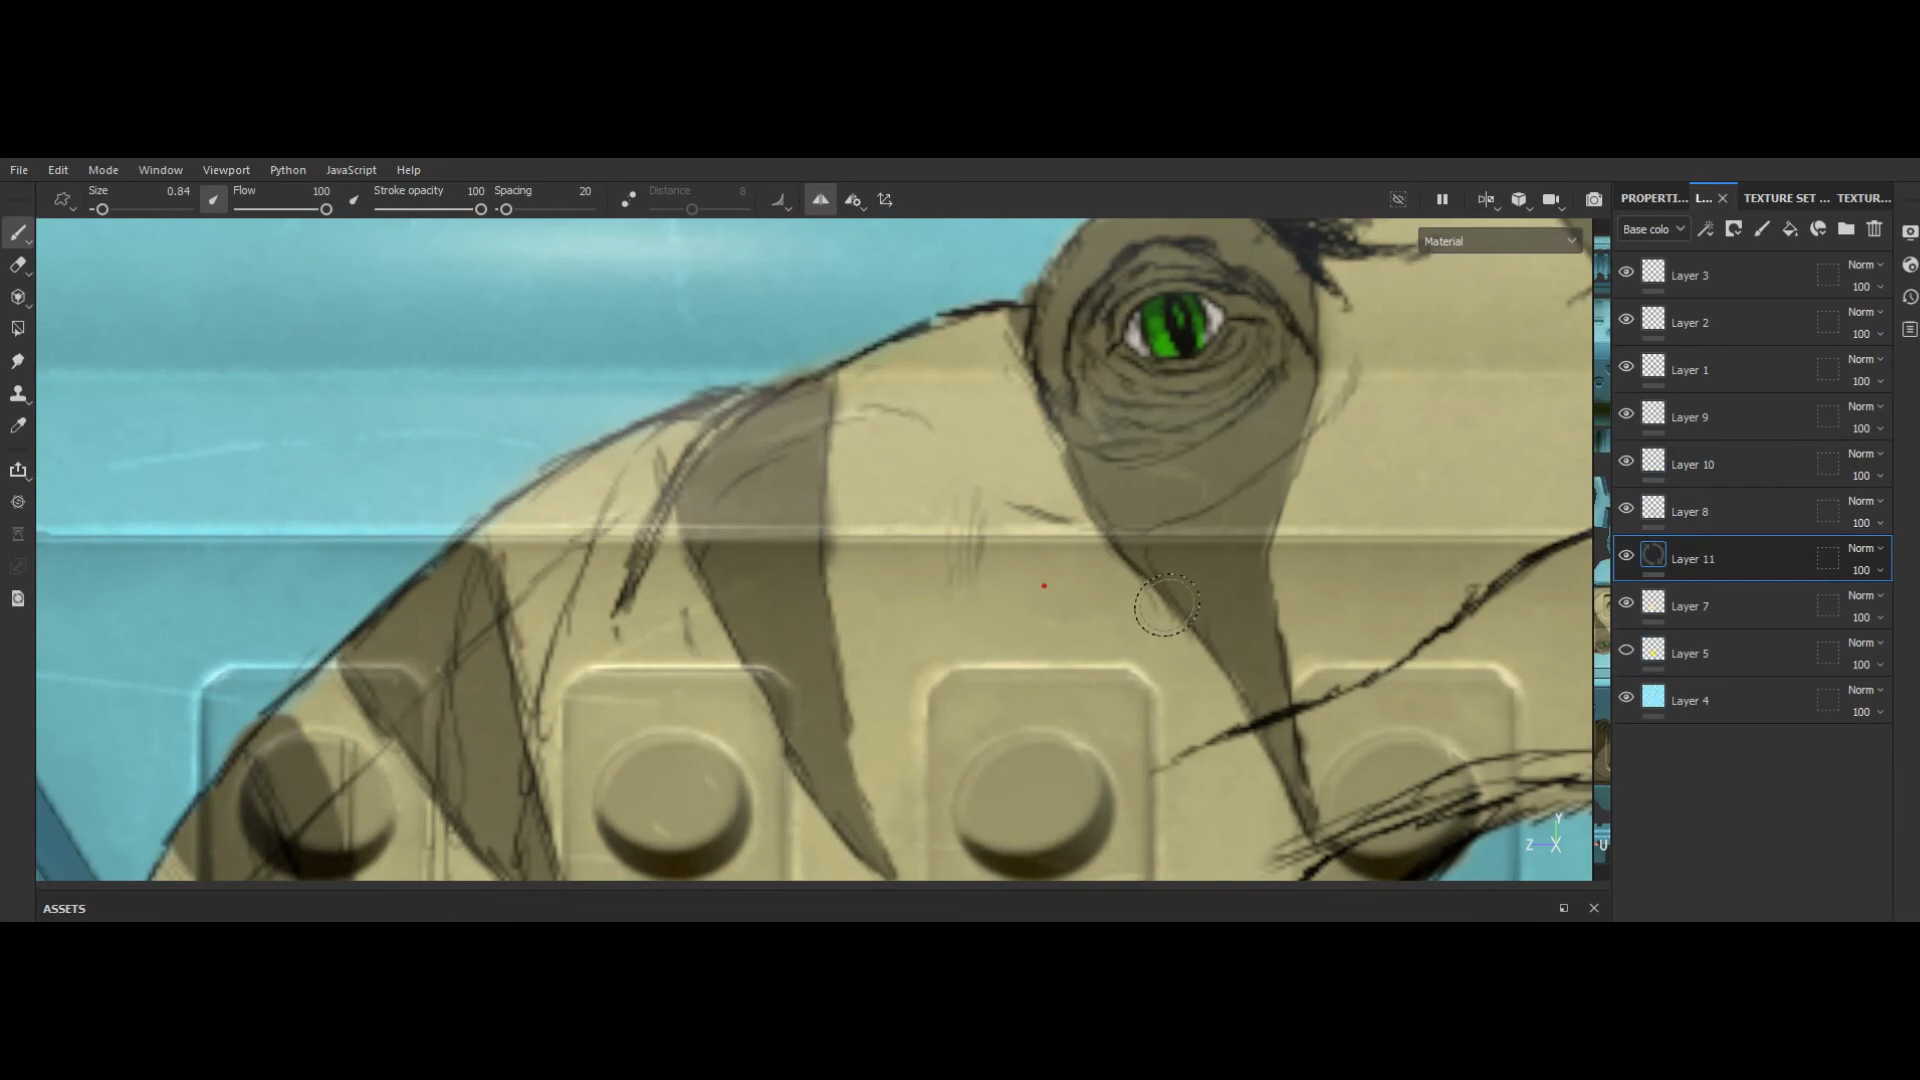 File Edit Mode Window Viewport Python JavaScript Help
Size 0.84 Flow 100 Stroke opacity 100 Spacing 20 Distance 8
PROPERTI... L... TEXTURE SET ... TEXTUR...
Material
Base colo
Layer 3 Norm 100
Layer 2 Norm 100
Layer 1 Norm 100
Layer 9 Norm 100
Layer 10 Norm 100
Layer 8 Norm 100
Layer 11 Norm 100
Layer 7 Norm 100
Layer 5 Norm 100
Layer 4 Norm 100
Y
Z X U
ASSETS